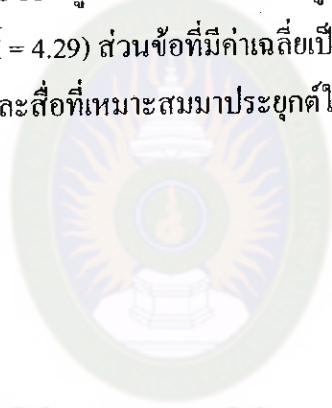 = 4.29) ส่วนข้อที่มีค่าเฉลี่ยเป็
ละสื่อที่เหมาะสมมาประยุกต์ใ